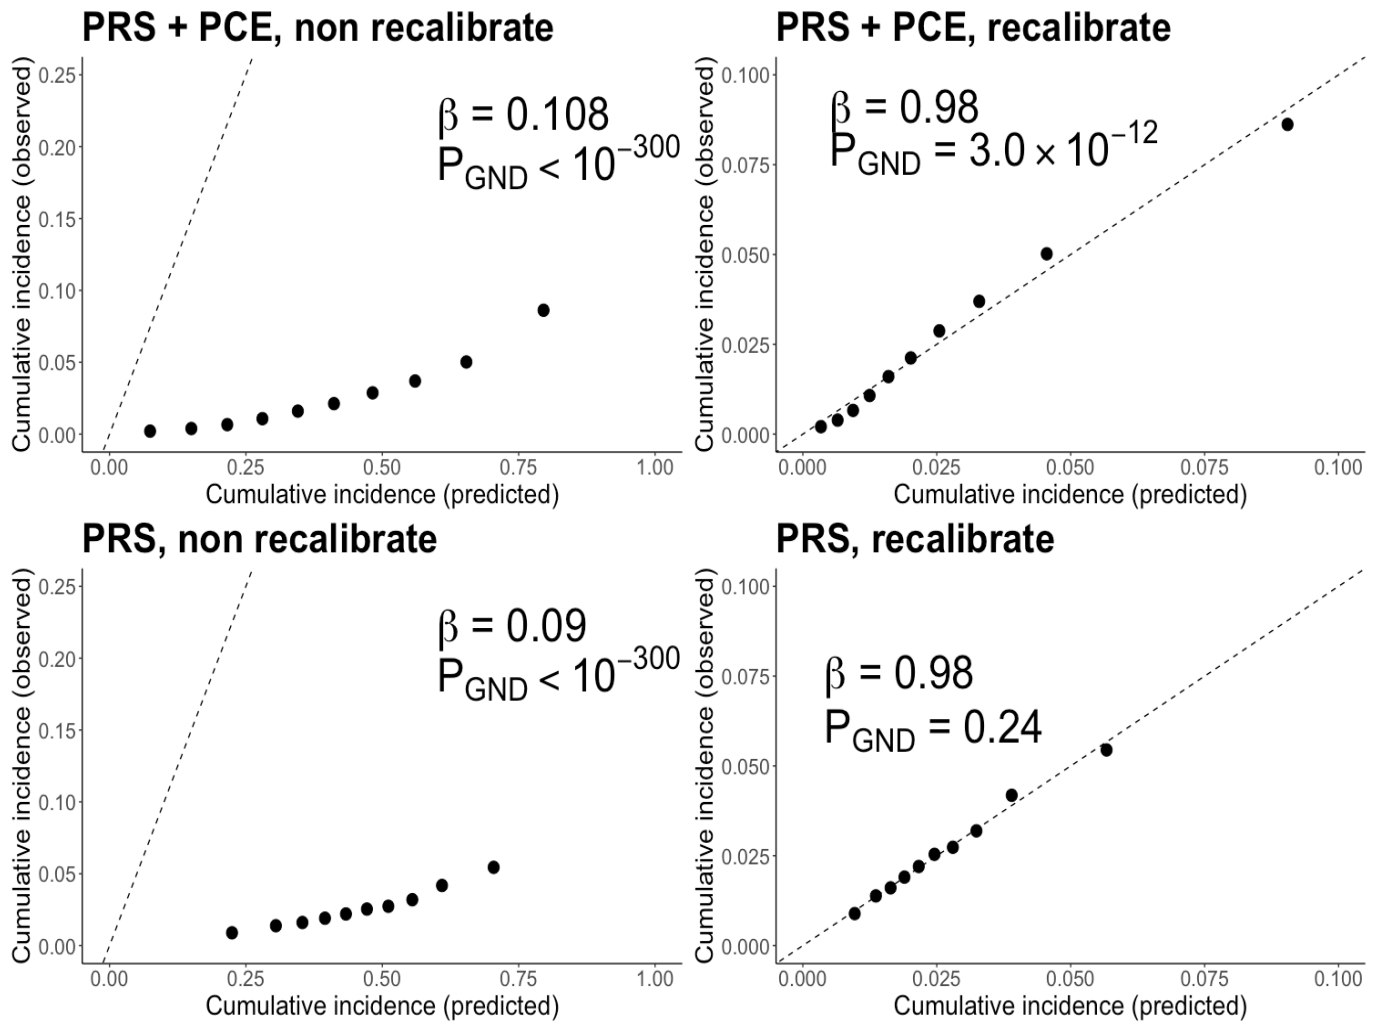 PRS + PCE, non recalibrate
Cumulative incidence (observed)
0.25
0.20
0.15
0.10
0.05
0.00
β = 0.108
P_GND < 10^−300
0.00 0.25 0.50 0.75 1.00
Cumulative incidence (predicted)
PRS + PCE, recalibrate
Cumulative incidence (observed)
0.100
0.075
0.050
0.025
0.000
β = 0.98
P_GND = 3.0 × 10^−12
0.000 0.025 0.050 0.075 0.100
Cumulative incidence (predicted)
PRS, non recalibrate
Cumulative incidence (observed)
0.25
0.20
0.15
0.10
0.05
0.00
β = 0.09
P_GND < 10^−300
0.00 0.25 0.50 0.75 1.00
Cumulative incidence (predicted)
PRS, recalibrate
Cumulative incidence (observed)
0.100
0.075
0.050
0.025
0.000
β = 0.98
P_GND = 0.24
0.000 0.025 0.050 0.075 0.100
Cumulative incidence (predicted)